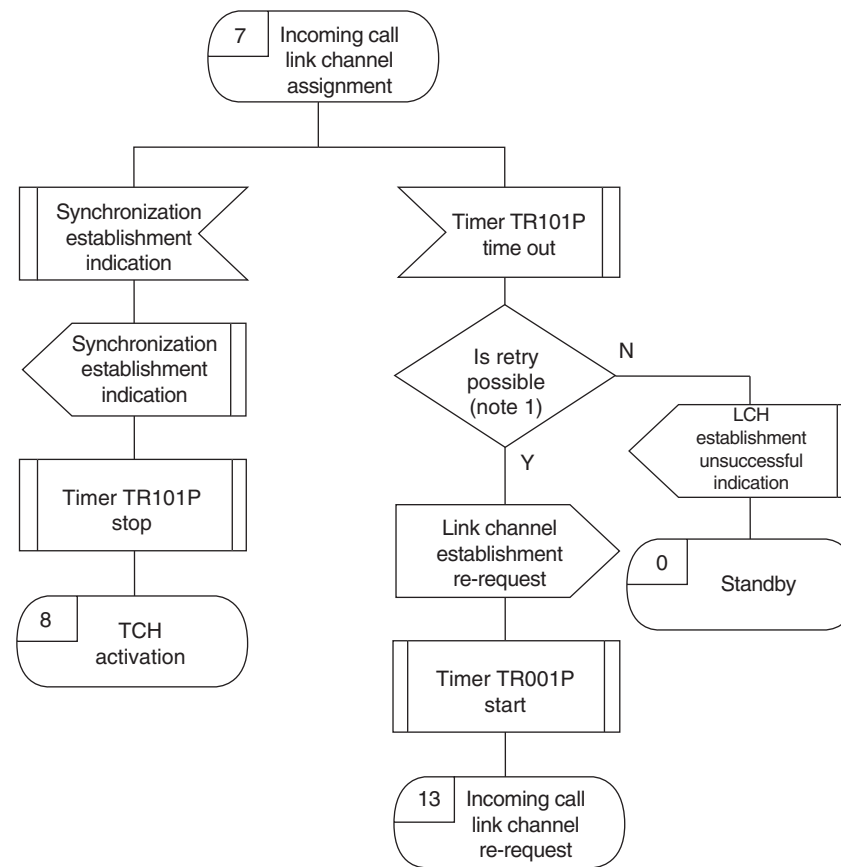 7
Incoming call
link channel
assignment
Synchronization
establishment
indication
Timer TR101P
time out
Synchronization
establishment
indication
Is retry
possible
(note 1)
N
Y
LCH
establishment
unsuccessful
indication
Timer TR101P
stop
Link channel
establishment
re-request
0
Standby
8
TCH
activation
Timer TR001P
start
13
Incoming call
link channel
re-request